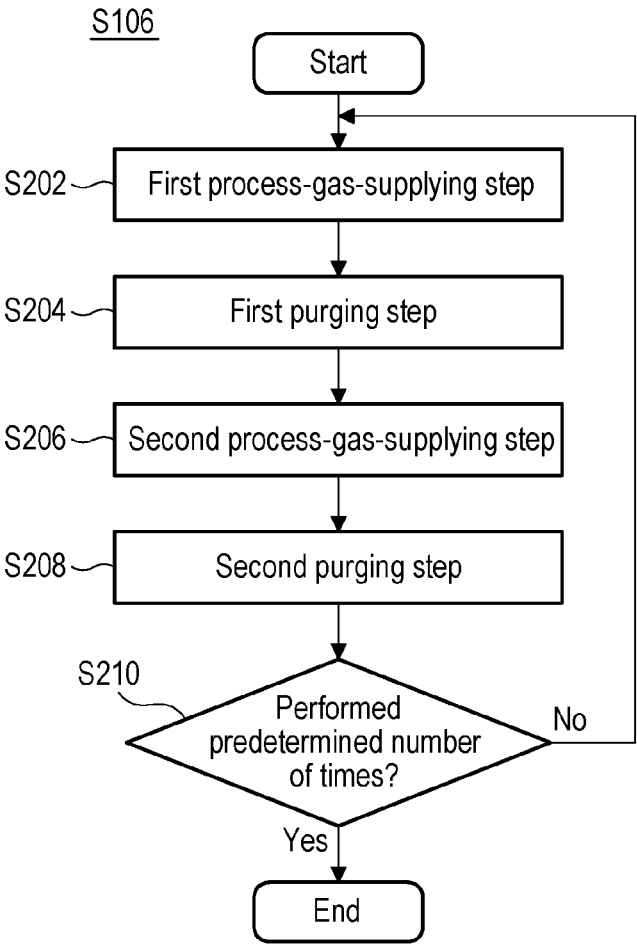 S106
Start
S202
First process-gas-supplying step
S204
First purging step
S206
Second process-gas-supplying step
S208
Second purging step
S210
Performed
predetermined number
of times?
No
Yes
End